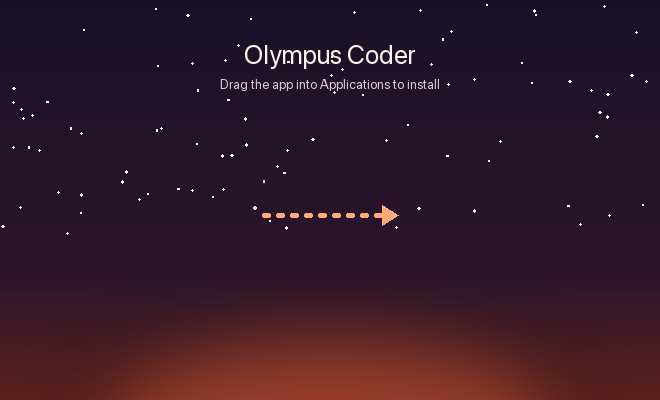 Olympus Coder
Drag the app into Applications to install